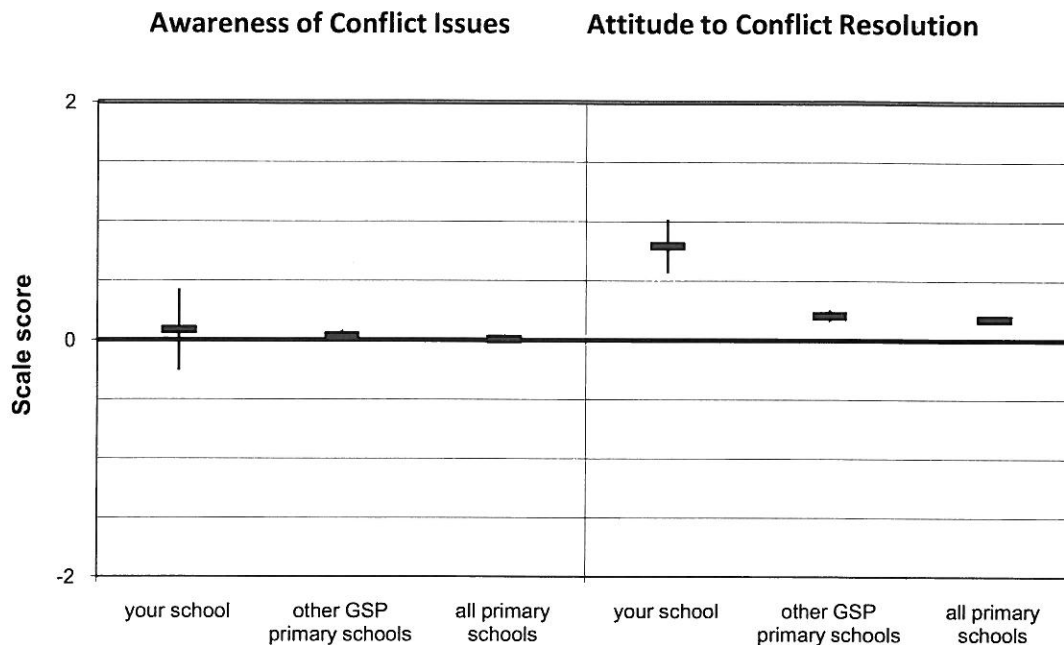 Awareness of Conflict Issues
Attitude to Conflict Resolution
Scale score
2
0
-2
your school
other GSP
primary schools
all primary
schools
your school
other GSP
primary schools
all primary
schools